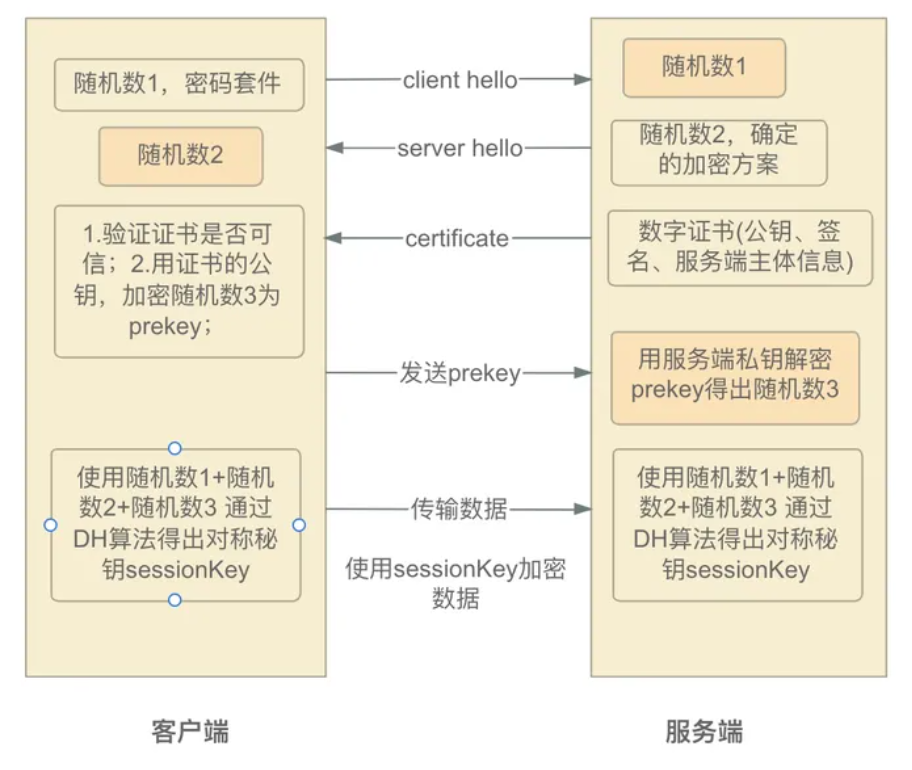 随机数1，密码套件
client hello
随机数1
随机数2
server hello
随机数2，确定
的加密方案
1.验证证书是否可
信；2.用证书的公
钥，加密随机数3为
prekey；
certificate
数字证书(公钥、签
名、服务端主体信息)
发送prekey
用服务端私钥解密
prekey得出随机数3
使用随机数1+随机
数2+随机数3 通过
DH算法得出对称秘
钥sessionKey
传输数据
使用sessionKey加密
数据
使用随机数1+随机
数2+随机数3 通过
DH算法得出对称秘
钥sessionKey
客户端
服务端